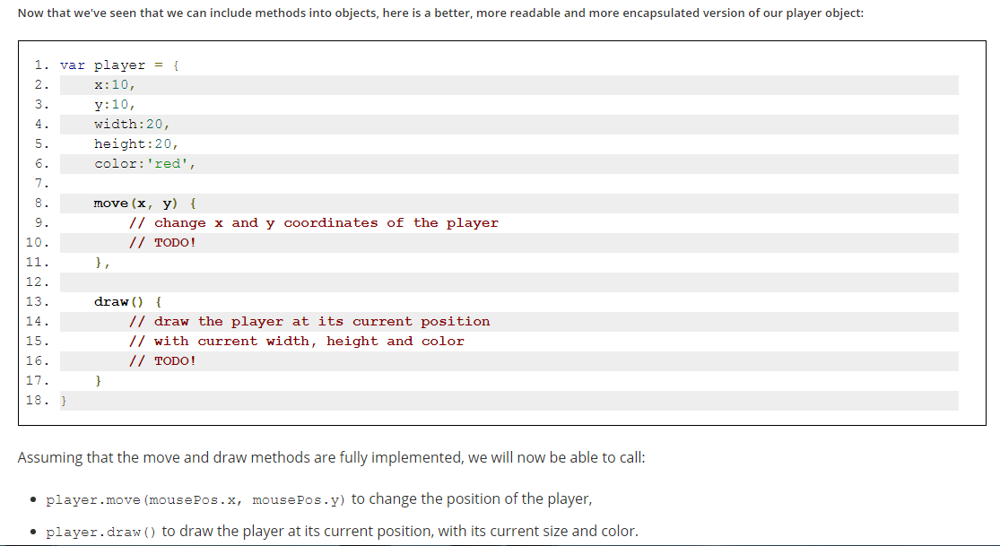 Now that we've seen that we can include methods into objects, here is a better, more readable and more encapsulated version of our player object:
1. var player = {
2. x:10,
3. y:10,
4. width:20,
5. height:20,
6. color:'red',
7.
8. move(x, y) {
9. // change x and y coordinates of the player
10. // TODO!
11. },
12.
13. draw() {
14. // draw the player at its current position
15. // with current width, height and color
16. // TODO!
17. }
18. }
Assuming that the move and draw methods are fully implemented, we will now be able to call:
• player.move(mousePos.x, mousePos.y) to change the position of the player,
• player.draw() to draw the player at its current position, with its current size and color.